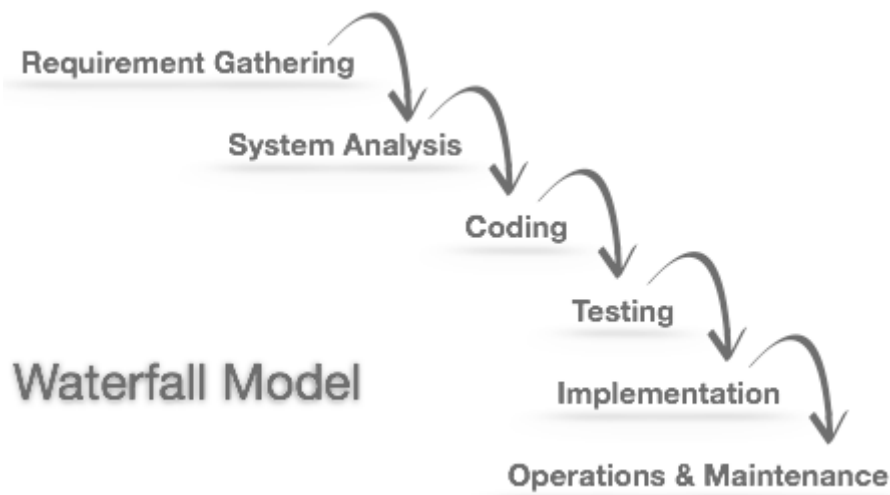 Requirement Gathering
System Analysis
Coding
Testing
Waterfall Model
Implementation
Operations & Maintenance